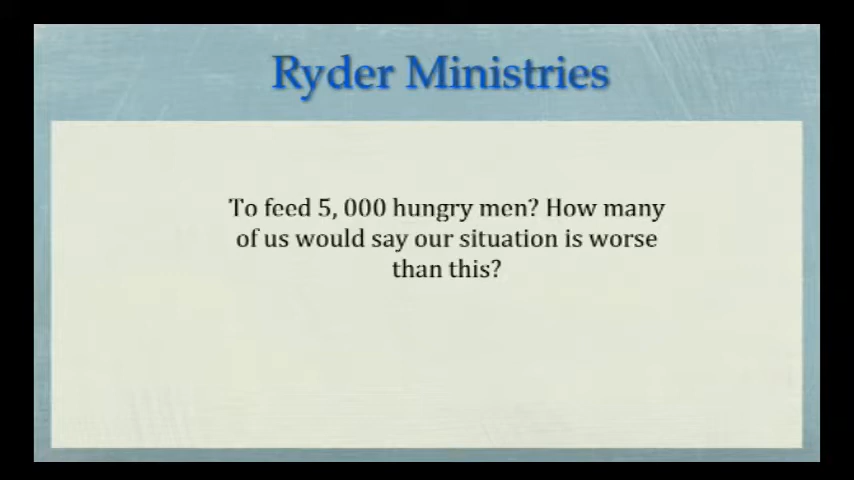 Ryder Ministries
To feed 5, 000 hungry men? How many
of us would say our situation is worse
than this?